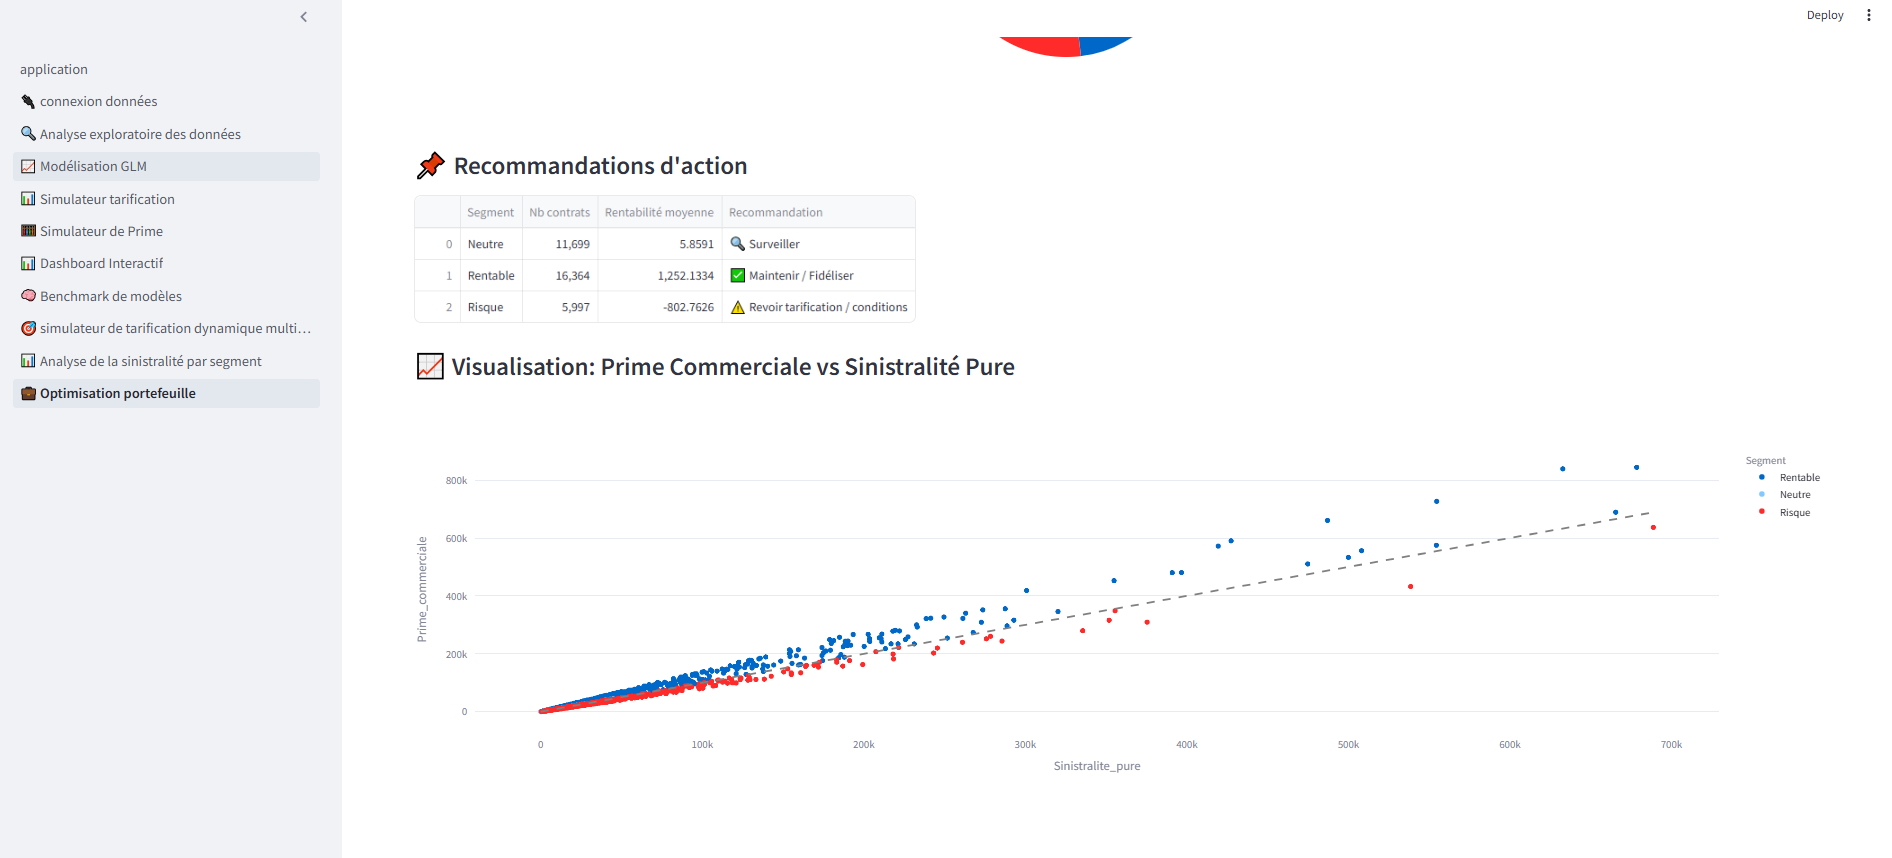 Deploy
application
connexion données
Analyse exploratoire des données
Modélisation GLM
Simulateur tarification
Simulateur de Prime
Dashboard Interactif
Benchmark de modèles
simulateur de tarification dynamique multi...
Analyse de la sinistralité par segment
Optimisation portefeuille
Recommandations d'action
Segment Nb contrats Rentabilité moyenne Recommandation
0 Neutre 11,699 5.8591 Surveiller
1 Rentable 16,364 1,252.1334 Maintenir / Fidéliser
2 Risque 5,997 -802.7626 Revoir tarification / conditions
Visualisation: Prime Commerciale vs Sinistralité Pure
Segment
Rentable
Neutre
Risque
Prime_commerciale
800k
600k
400k
200k
0
0 100k 200k 300k 400k 500k 600k 700k
Sinistralite_pure